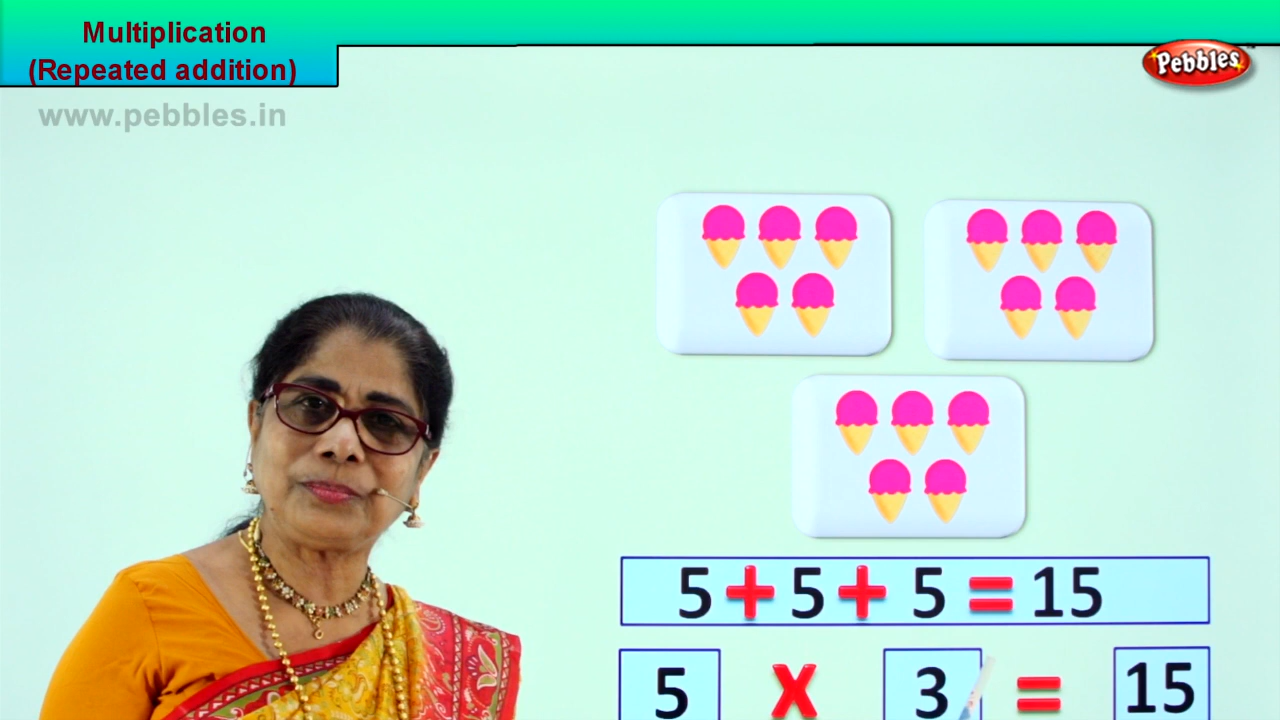 Multiplication
(Repeated addition)
Pebbles
www.pebbles.in
5 + 5 + 5 = 15
5 x 3 = 15